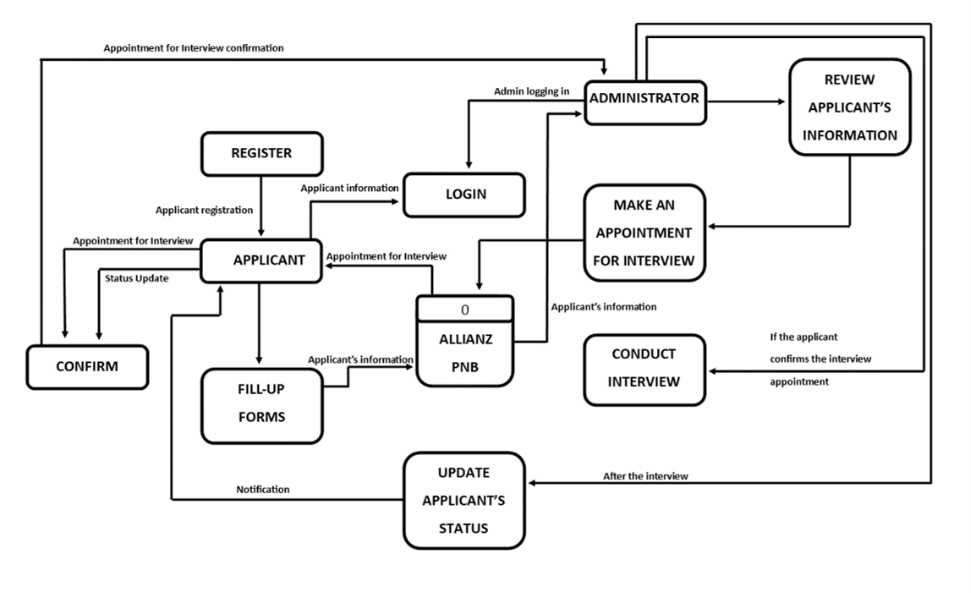 Appointment for Interview confirmation
Admin logging in
ADMINISTRATOR
REVIEW
APPLICANT'S
INFORMATION
REGISTER
Applicant information
LOGIN
Applicant registration
MAKE AN
APPOINTMENT
FOR INTERVIEW
Appointment for Interview
Status Update
APPLICANT
Appointment for Interview
0
ALLIANZ
PNB
Applicant's information
CONFIRM
Applicant's information
FILL-UP
FORMS
CONDUCT
INTERVIEW
If the applicant
confirms the interview
appointment
UPDATE
APPLICANT'S
STATUS
Notification
After the interview